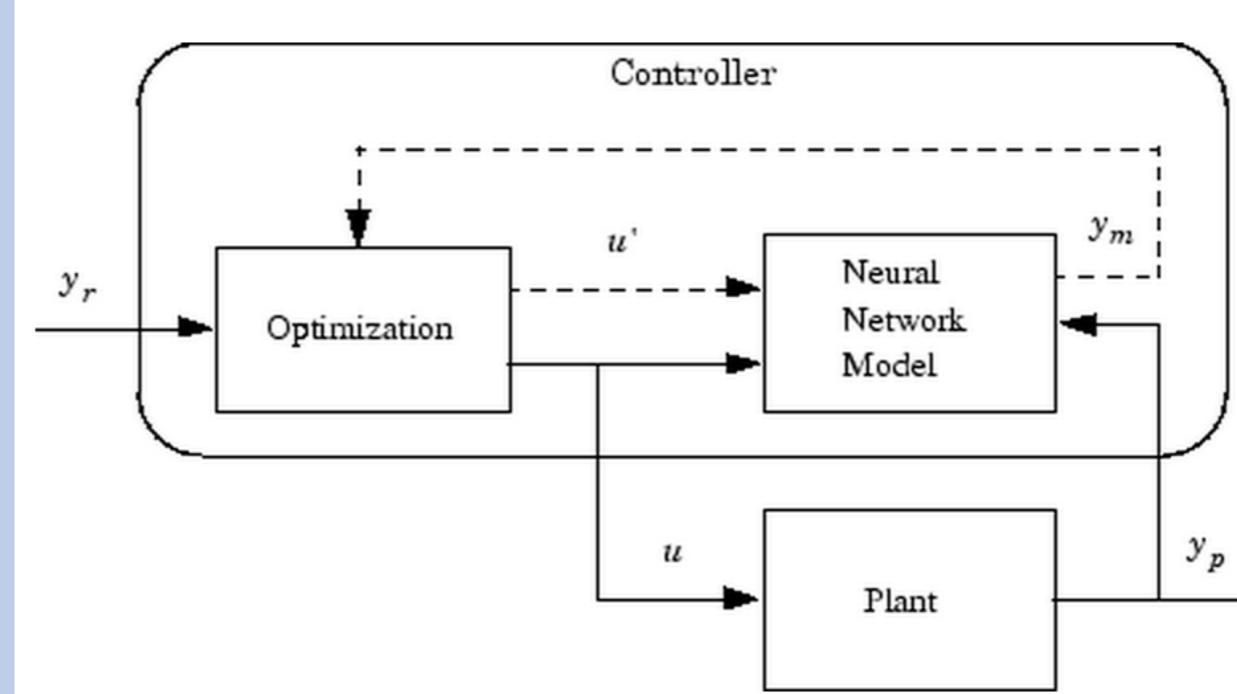 Controller
u'
y_m
y_r
Neural
Network
Model
Optimization
u
y_p
Plant